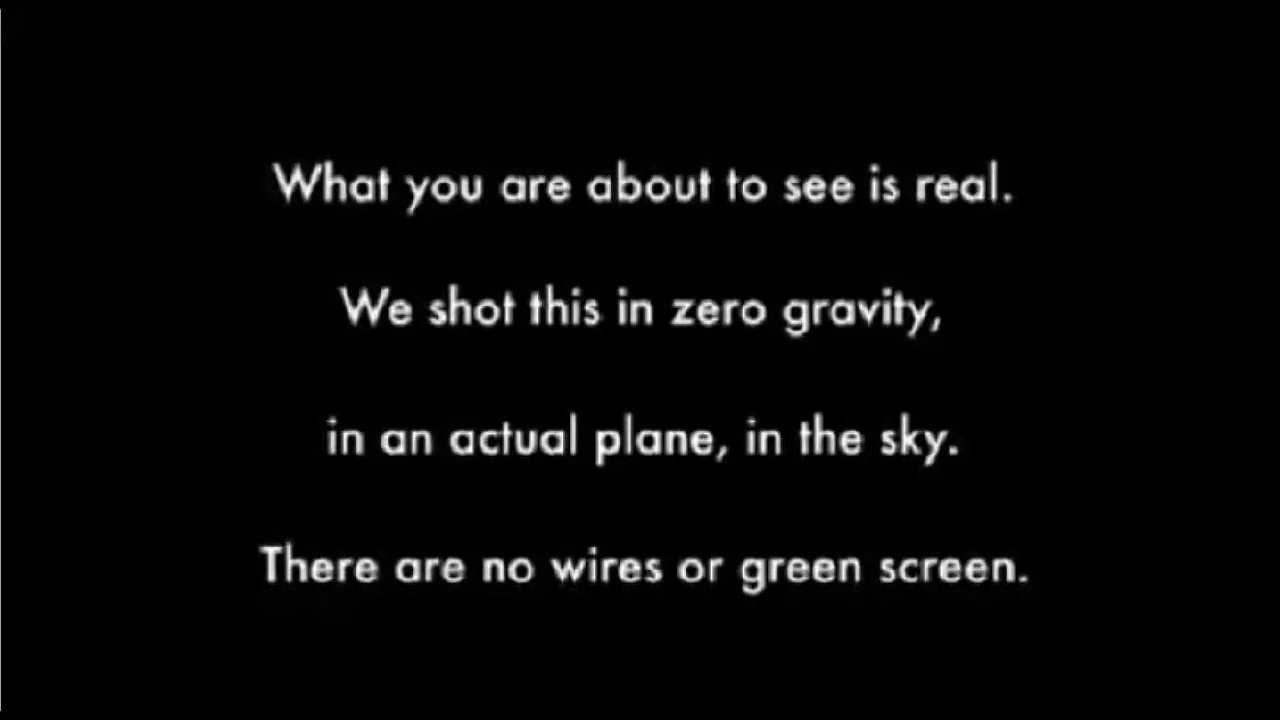 What you are about to see is real.
We shot this in zero gravity,
in an actual plane, in the sky.
There are no wires or green screen.